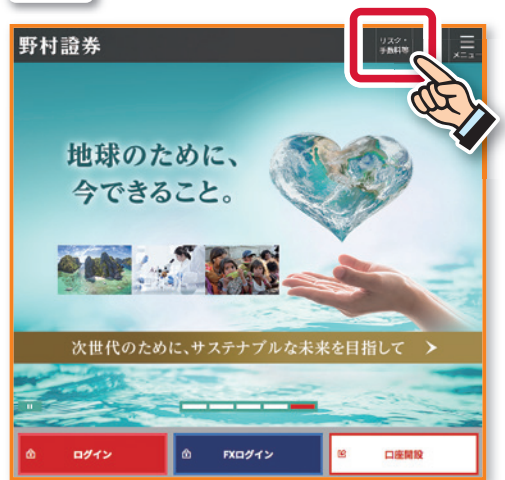 野村證券
リスク・
手数料等
メニュー
地球のために、
今できること。
次世代のために、サステナブルな未来を目指して
ログイン
FXログイン
口座開設